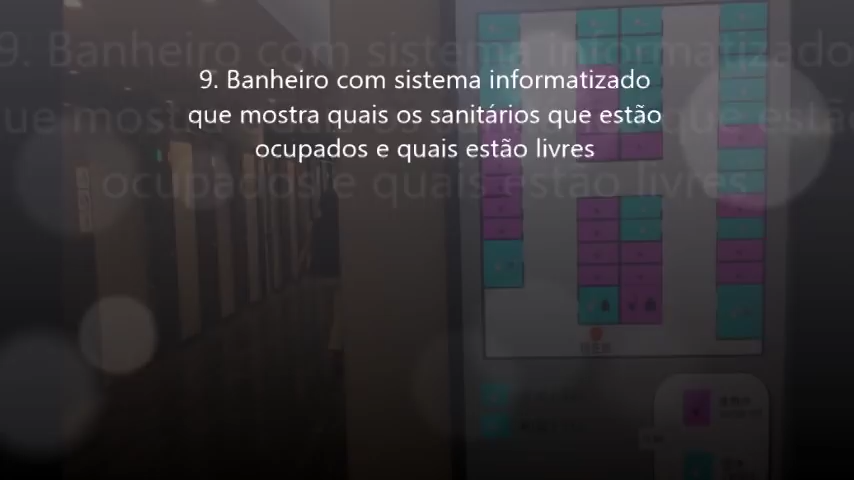 9. Banheiro com sistema informatizado
que mostra quais os sanitários que estão
ocupados e quais estão livres